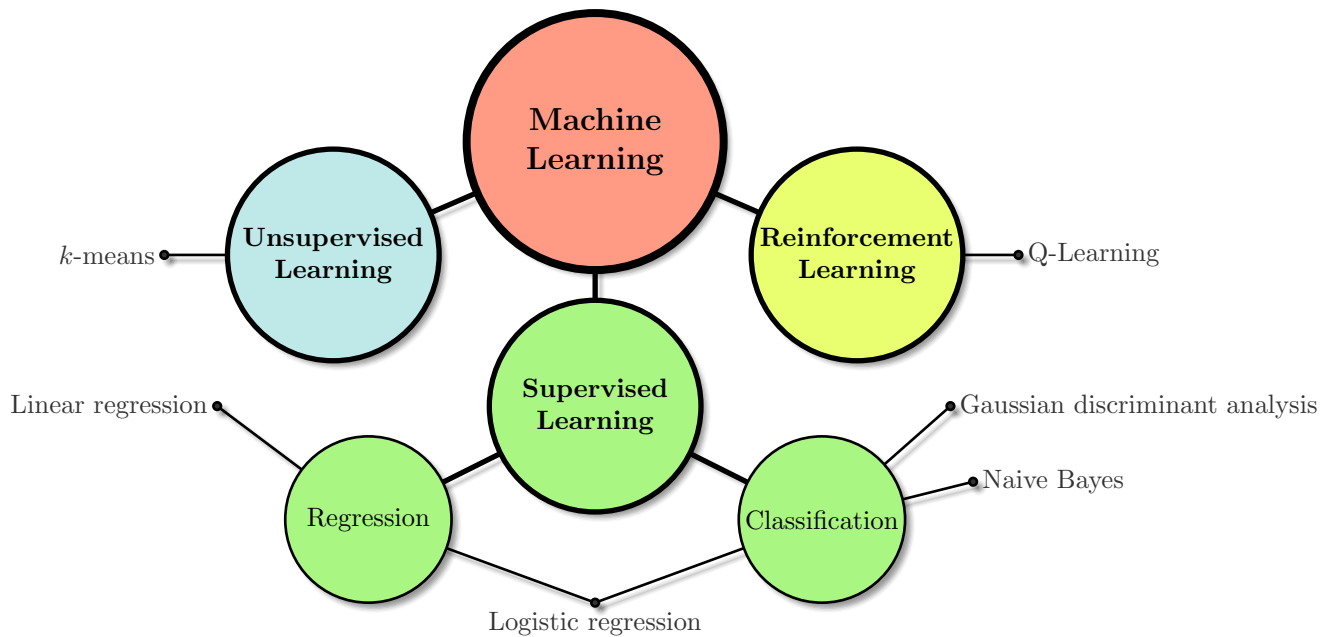 Machine
Learning
Unsupervised
Learning
Reinforcement
Learning
k-means
Q-Learning
Supervised
Learning
Linear regression
Gaussian discriminant analysis
Naive Bayes
Regression
Classification
Logistic regression